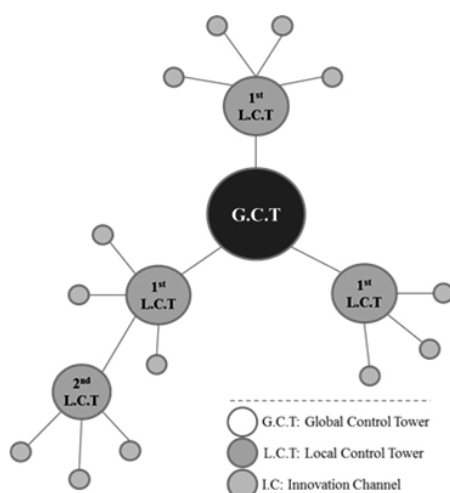 1st
L.C.T
G.C.T
1st
L.C.T
1st
L.C.T
2nd
L.C.T
G.C.T: Global Control Tower
L.C.T: Local Control Tower
I.C: Innovation Channel